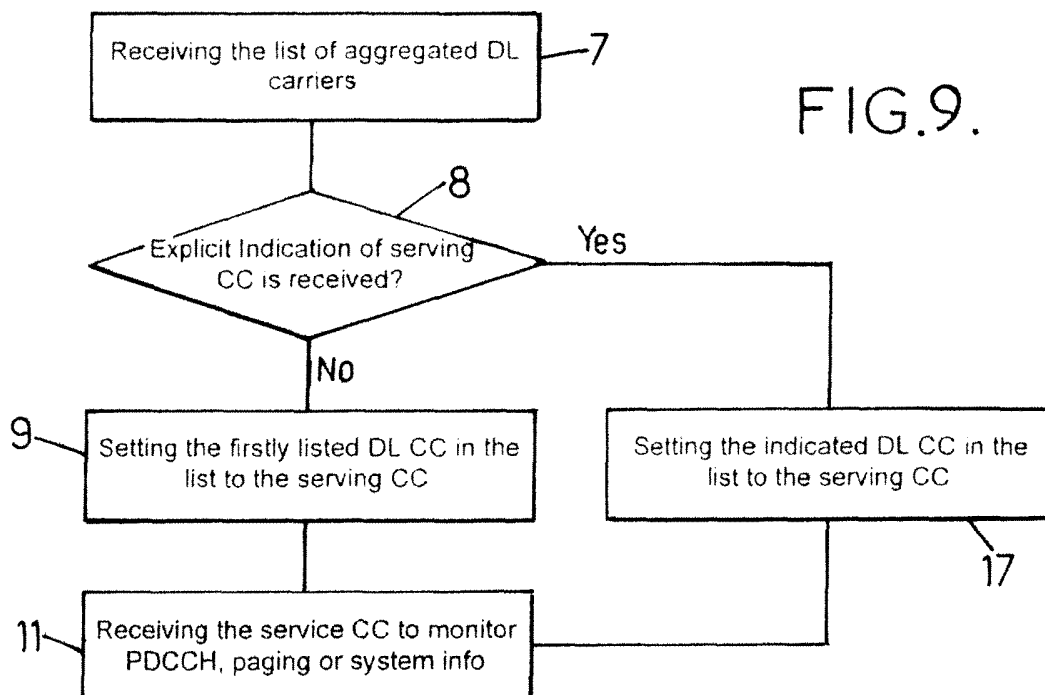 Receiving the list of aggregated DL
carriers
7
FIG.9.
8
Explicit Indication of serving
CC is received?
Yes
No
9
Setting the firstly listed DL CC in the
list to the serving CC
Setting the indicated DL CC in the
list to the serving CC
17
11
Receiving the service CC to monitor
PDCCH, paging or system info